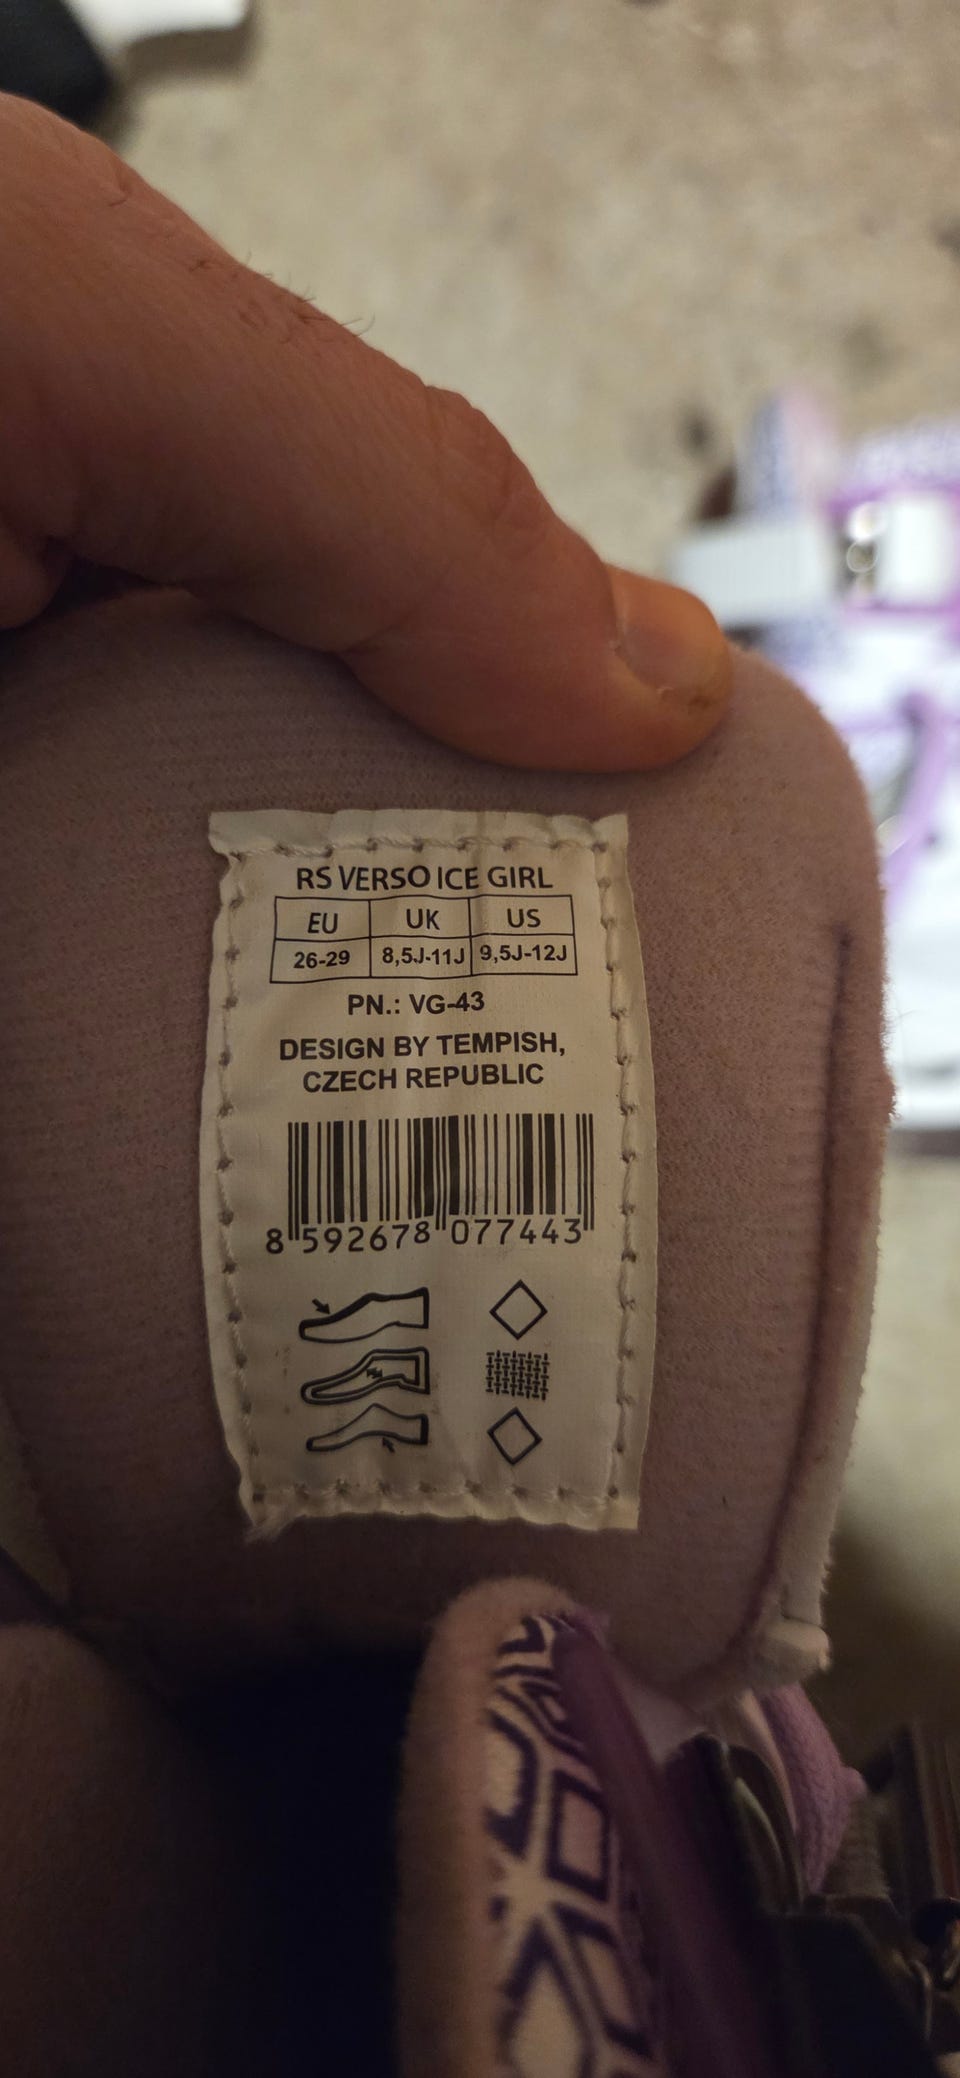 RS VERSO ICE GIRL
EU UK US
26-29 8,5J-11J 9,5J-12J
PN.: VG-43
DESIGN BY TEMPISH,
CZECH REPUBLIC
8 592678 077443